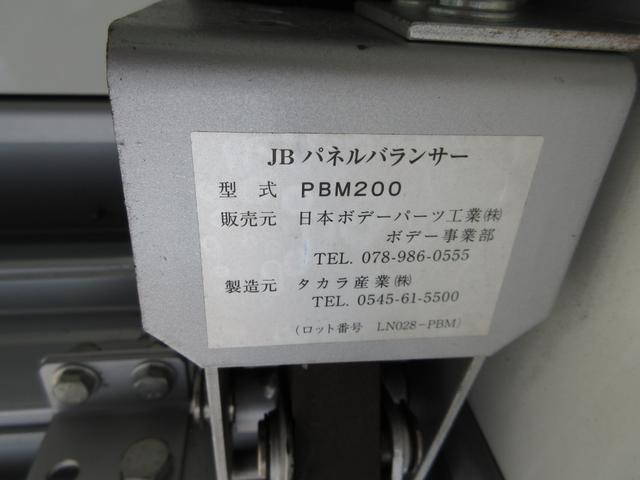 JB パネルバランサー
型式 PBM200
販売元 日本ボデーパーツ工業㈱
ボデー事業部
TEL. 078-986-0555
製造元 タカラ産業㈱
TEL. 0545-61-5500
(ロット番号 LN028-PBM)